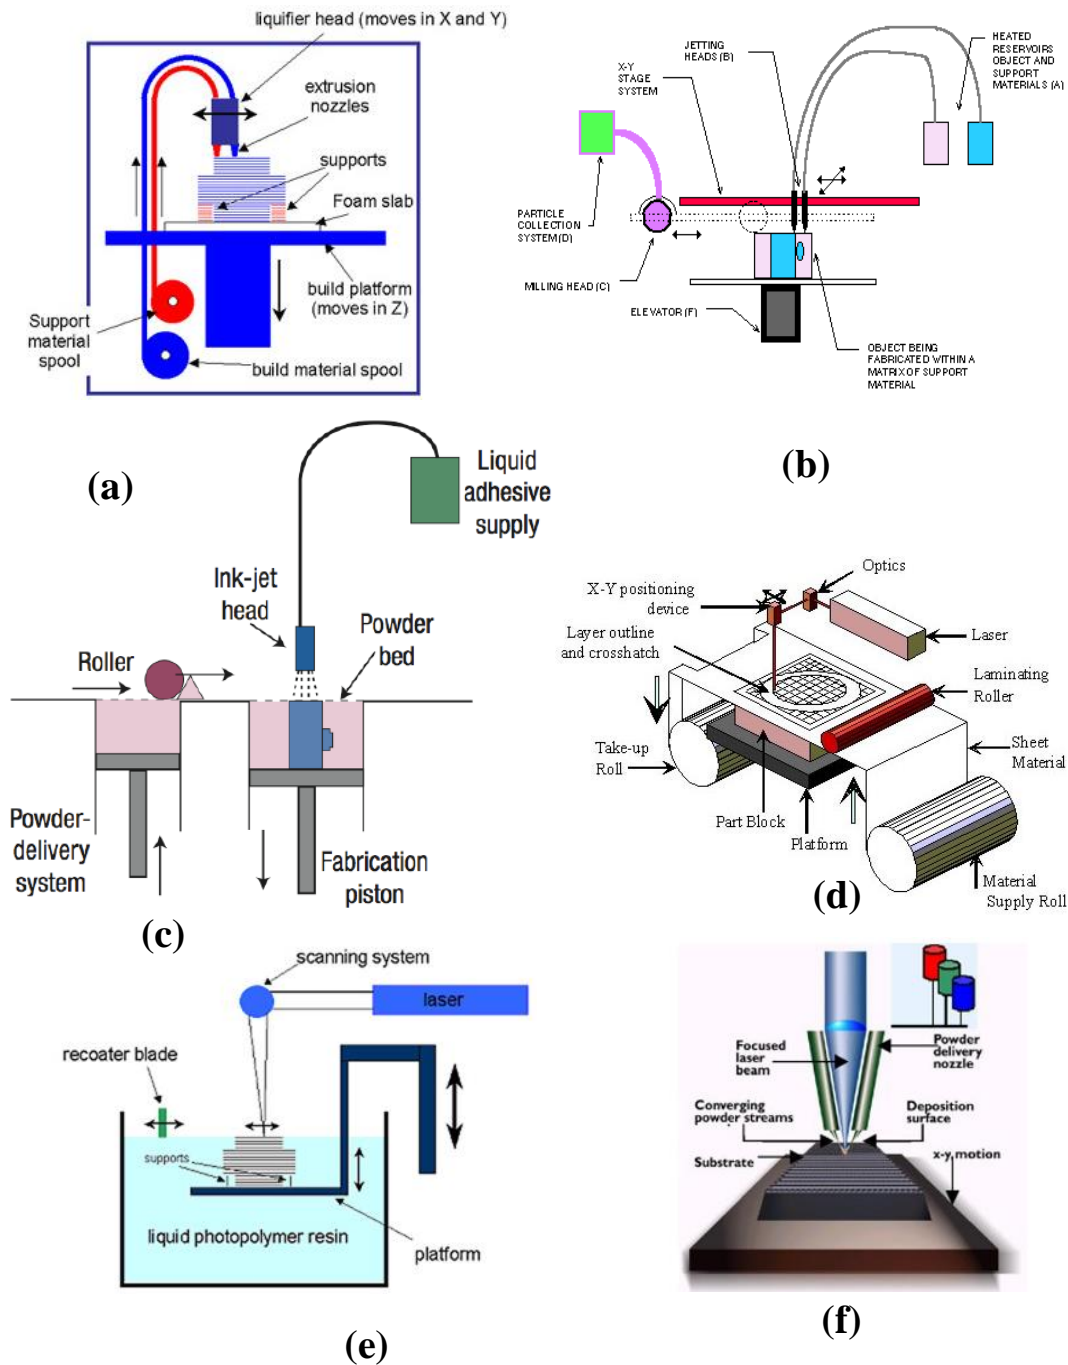 liquifier head (moves in X and Y)
extrusion
nozzles
supports
Foam slab
build platform
(moves in Z)
Support
material
spool
build material spool
(a)
JETTING
HEADS (B)
X-Y
STAGE
SYSTEM
HEATED
RESERVOIRS
OBJECT AND
SUPPORT
MATERIALS (A)
PARTICLE
COLLECTION
SYSTEM(D)
MILLING HEAD (C)
ELEVATOR (F)
OBJECT BEING
FABRICATED WITHIN A
MATRIX OF SUPPORT
MATERIAL
(b)
Liquid
adhesive
supply
Ink-jet
head
Powder
bed
Roller
Powder-
delivery
system
Fabrication
piston
(c)
Optics
X-Y positioning
device
Layer outline
and crosshatch
Laser
Laminating
Roller
Take-up
Roll
Sheet
Material
Part Block
Platform
Material
Supply Roll
(d)
scanning system
laser
recoater blade
supports
liquid photopolymer resin
platform
(e)
Focused
laser
beam
Powder
delivery
nozzle
Converging
powder streams
Deposition
surface
Substrate
x-y motion
(f)